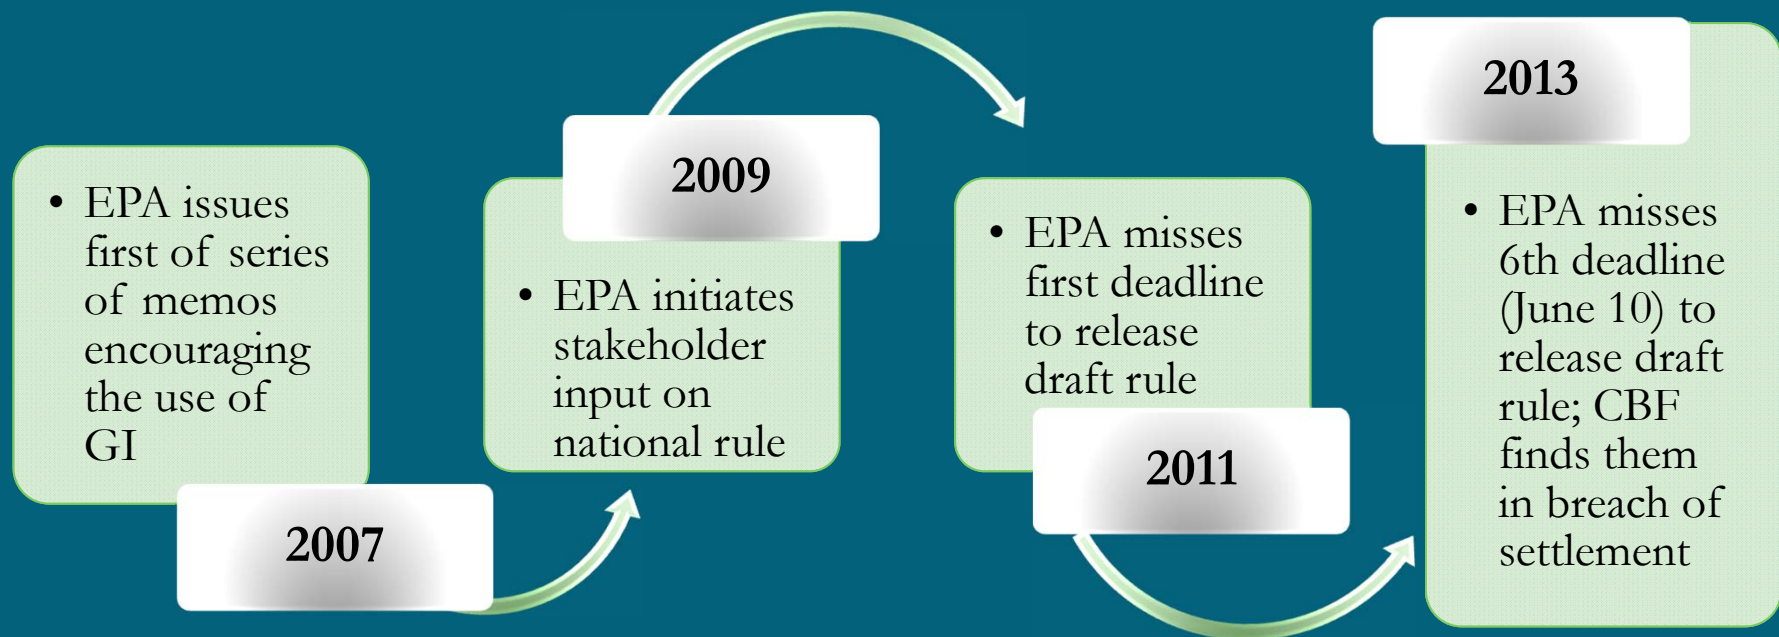 • EPA issues
first of series
of memos
encouraging
the use of
GI
2007
2009
• EPA initiates
stakeholder
input on
national rule
• EPA misses
first deadline
to release
draft rule
2011
2013
• EPA misses
6th deadline
(June 10) to
release draft
rule; CBF
finds them
in breach of
settlement